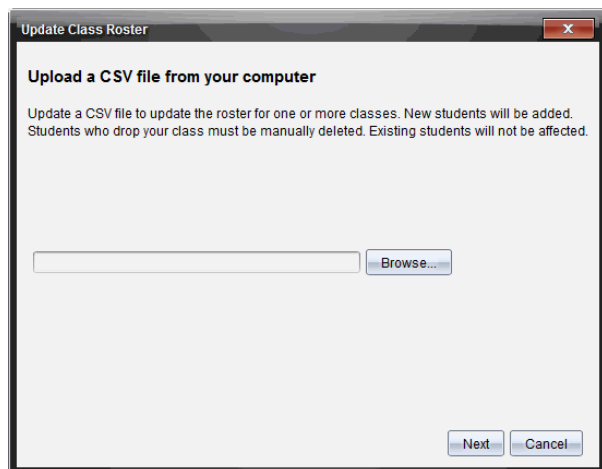 Update Class Roster
X
Upload a CSV file from your computer
Update a CSV file to update the roster for one or more classes. New students will be added.
Students who drop your class must be manually deleted. Existing students will not be affected.
Browse...
Next Cancel